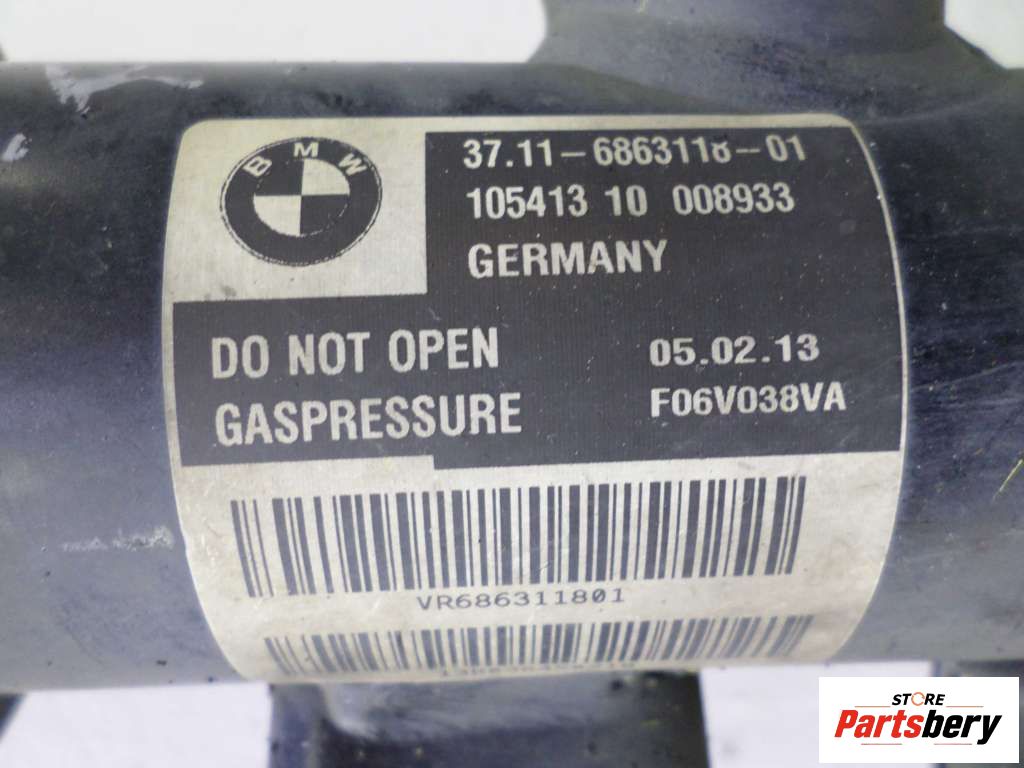 BMW
37.11-6863118-01
105413 10 008933
GERMANY
DO NOT OPEN
05.02.13
GASPRESSURE
F06V038VA
VR686311801
STORE
Partsbery